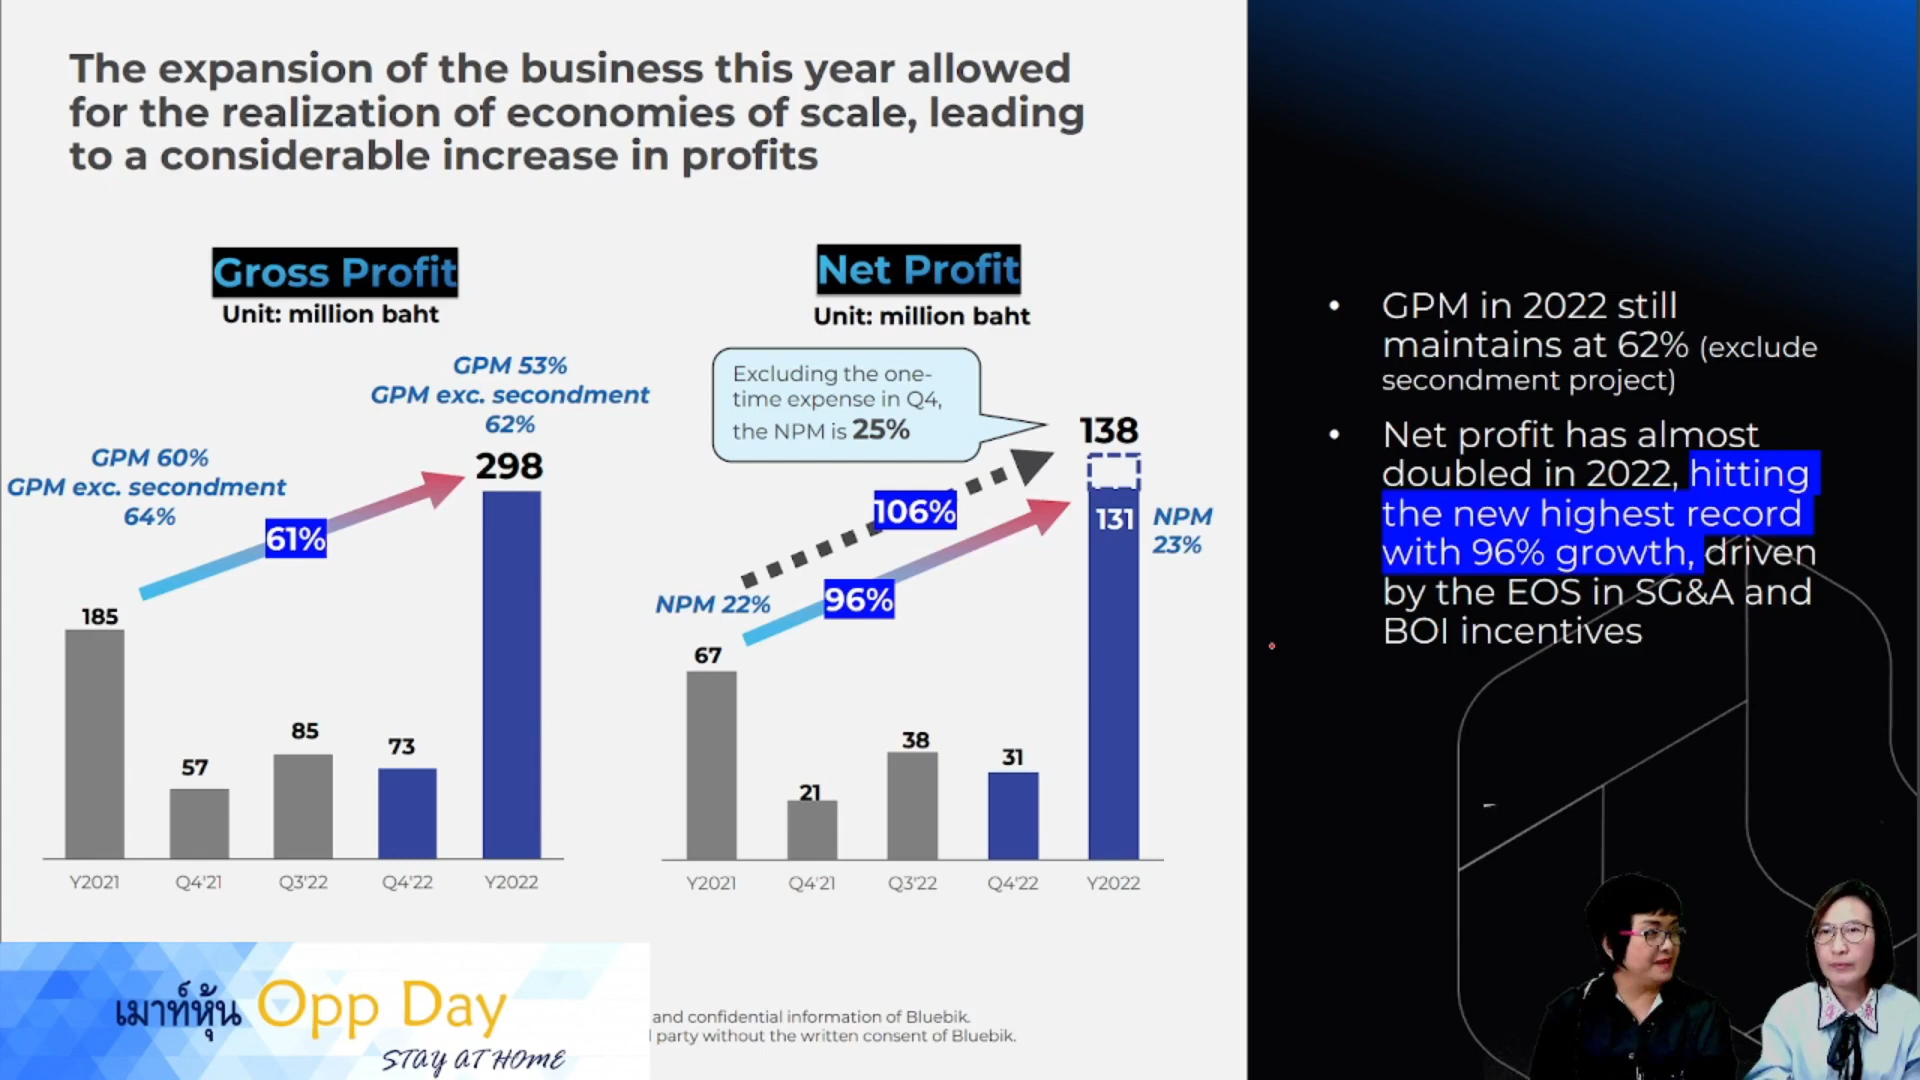 The expansion of the business this year allowed
for the realization of economies of scale, leading
to a considerable increase in profits
Gross Profit
Unit: million baht
GPM 53%
GPM exc. secondment
62%
GPM 60%
GPM exc. secondment
64%
298
61%
185
57
85
73
Y2021
Q4'21
Q3'22
Q4'22
Y2022
Net Profit
Unit: million baht
Excluding the one-
time expense in Q4,
the NPM is 25%
138
106%
131
NPM
23%
NPM 22%
96%
67
21
38
31
Y2021
Q4'21
Q3'22
Q4'22
Y2022
• GPM in 2022 still
maintains at 62% (exclude
secondment project)
• Net profit has almost
doubled in 2022, hitting
the new highest record
with 96% growth, driven
by the EOS in SG&A and
BOI incentives
เมาท์หุ้น Opp Day
STAY AT HOME
and confidential information of Bluebik.
party without the written consent of Bluebik.